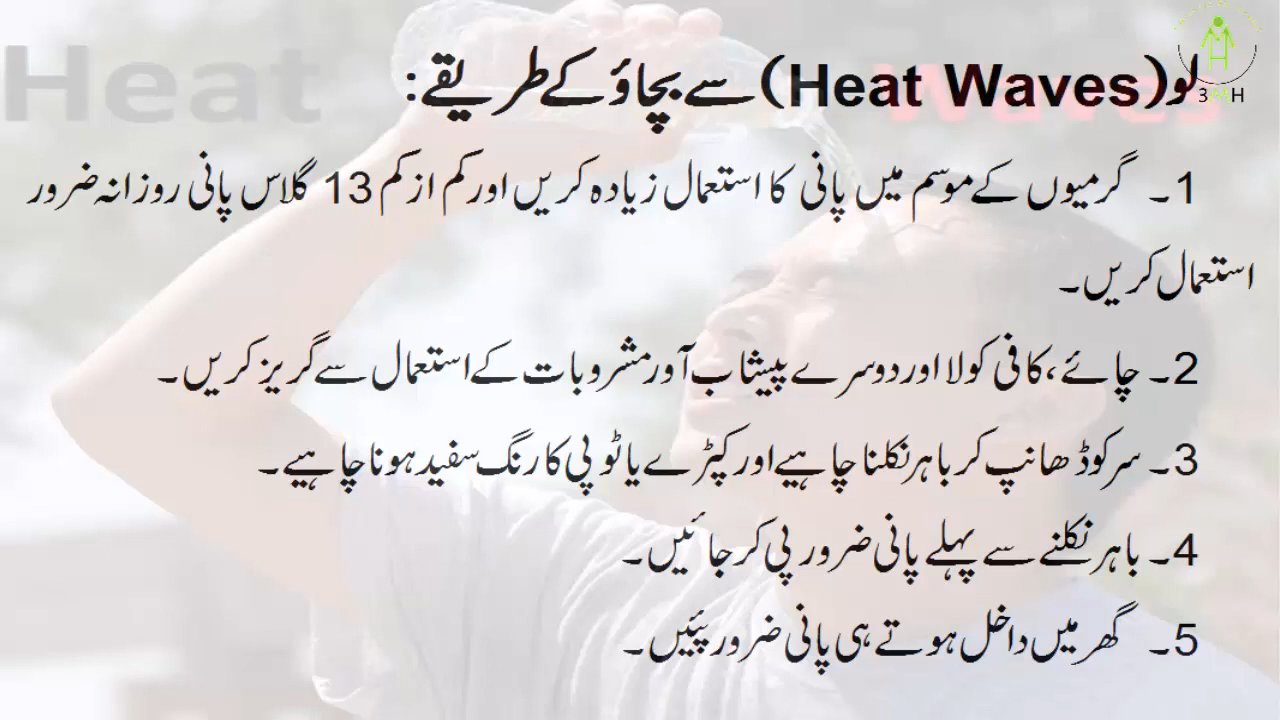 لو(Heat Waves) سے بچاؤ کے طریقے:
3MH
Heat Waves
1۔ گرمیوں کے موسم میں پانی کا استعمال زیادہ کریں اور کم از کم 13 گلاس پانی روزانہ ضرور
استعمال کریں۔
2۔ چائے، کافی کولا اور دوسرے پیشاب آور مشروبات کے استعمال سے گریز کریں۔
3۔ سر کو ڈھانپ کر باہر نکلنا چاہیے اور کپڑے یا ٹوپی کا رنگ سفید ہونا چاہیے۔
4۔ باہر نکلنے سے پہلے پانی ضرور پی کر جائیں۔
5۔ گھر میں داخل ہوتے ہی پانی ضرور پیئیں۔